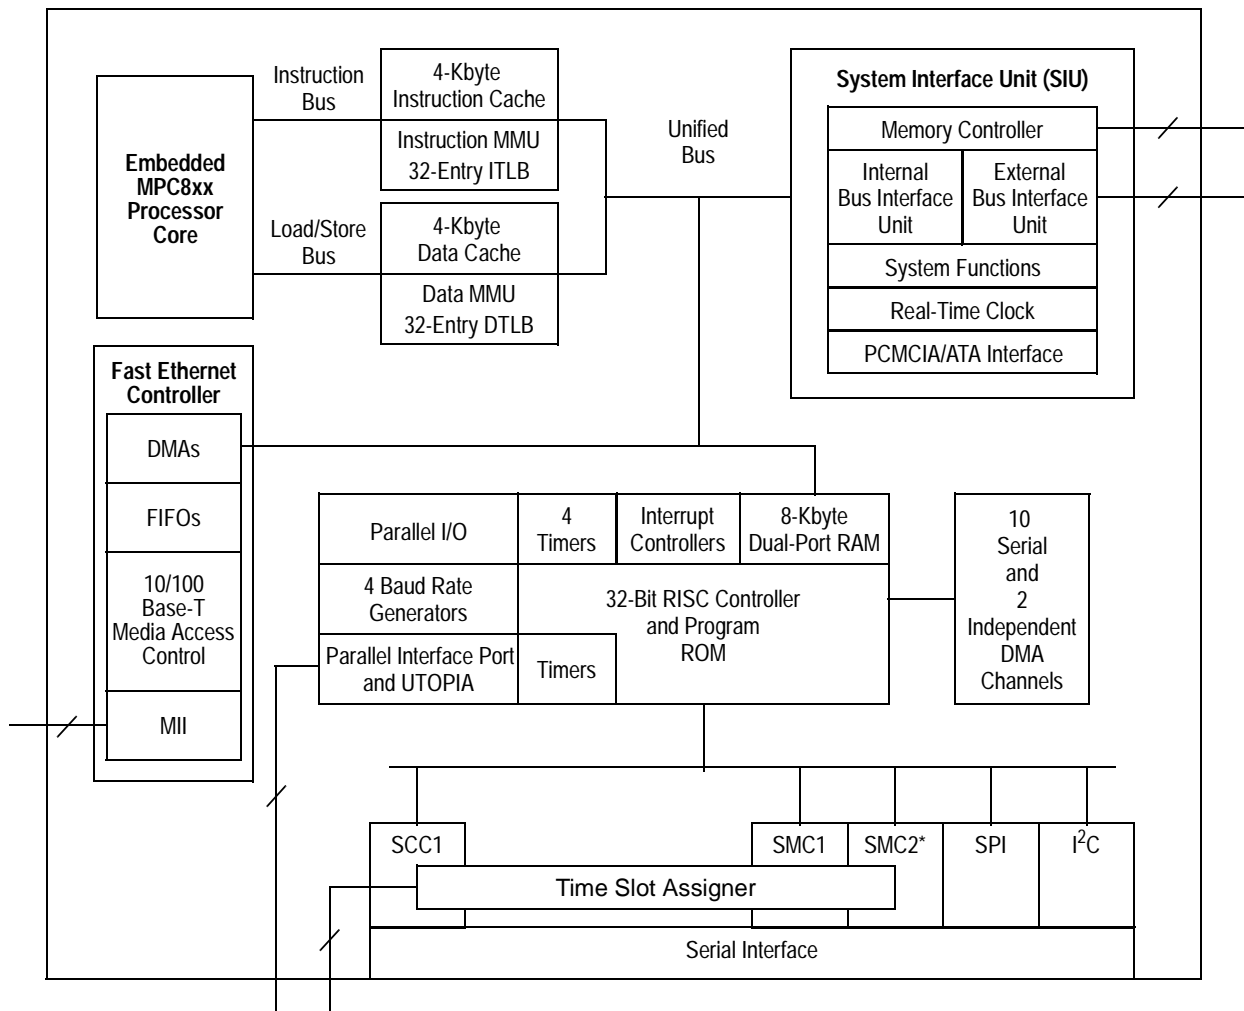 Embedded
MPC8xx
Processor
Core
Instruction
Bus
Load/Store
Bus
4-Kbyte
Instruction Cache
Instruction MMU
32-Entry ITLB
4-Kbyte
Data Cache
Data MMU
32-Entry DTLB
Unified
Bus
System Interface Unit (SIU)
Memory Controller
Internal
Bus Interface
Unit
External
Bus Interface
Unit
System Functions
Real-Time Clock
PCMCIA/ATA Interface
Fast Ethernet
Controller
DMAs
FIFOs
10/100
Base-T
Media Access
Control
MII
Parallel I/O
4
Timers
Interrupt
Controllers
8-Kbyte
Dual-Port RAM
4 Baud Rate
Generators
32-Bit RISC Controller
and Program
ROM
Parallel Interface Port
and UTOPIA
Timers
10
Serial
and
2
Independent
DMA
Channels
SCC1
SMC1
SMC2*
SPI
I²C
Time Slot Assigner
Serial Interface